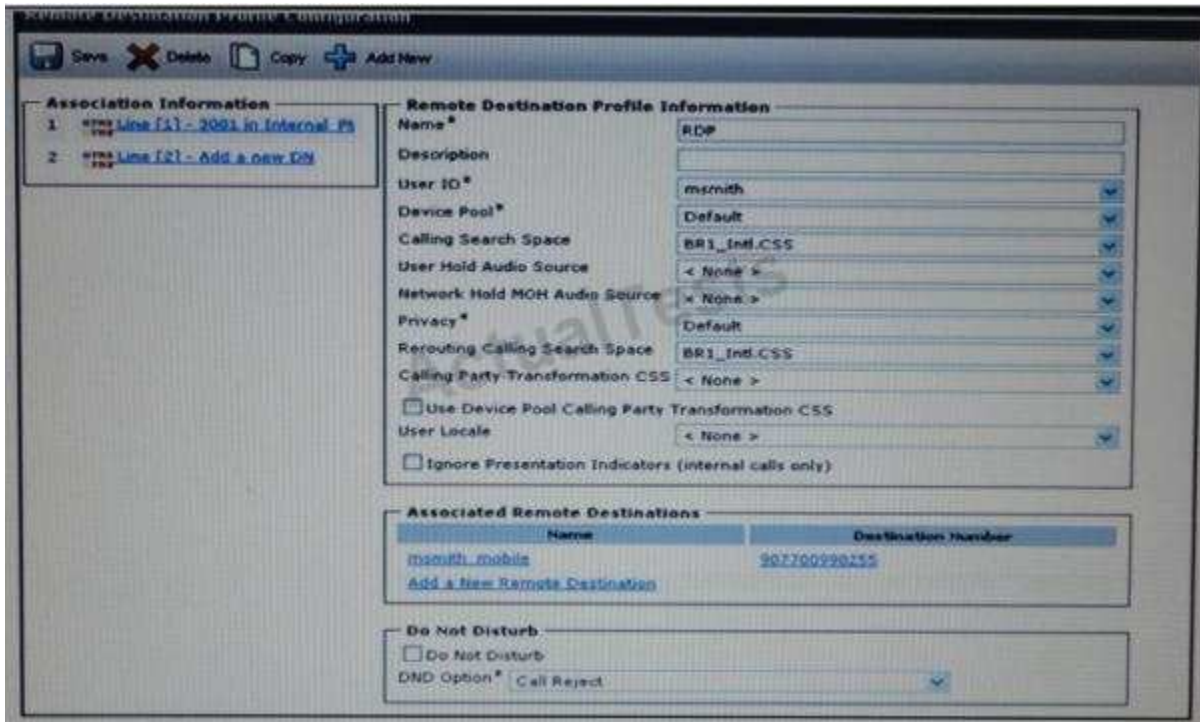 Remote Destination Profile Configuration
Save Delete Copy Add New
Association Information
1 Line [1] - 2001 in Internal_Pt
2 Line [2] - Add a new DN
Remote Destination Profile Information
Name* RDP
Description
User ID* msmith
Device Pool* Default
Calling Search Space BR1_Intl.CSS
User Hold Audio Source < None >
Network Hold MOH Audio Source < None >
Privacy* Default
Rerouting Calling Search Space BR1_Intl.CSS
Calling Party Transformation CSS < None >
Use Device Pool Calling Party Transformation CSS
User Locale < None >
Ignore Presentation Indicators (internal calls only)
Associated Remote Destinations
Name Destination Number
msmith_mobile 907700990255
Add a New Remote Destination
Do Not Disturb
Do Not Disturb
DND Option* Call Reject
ActualTests